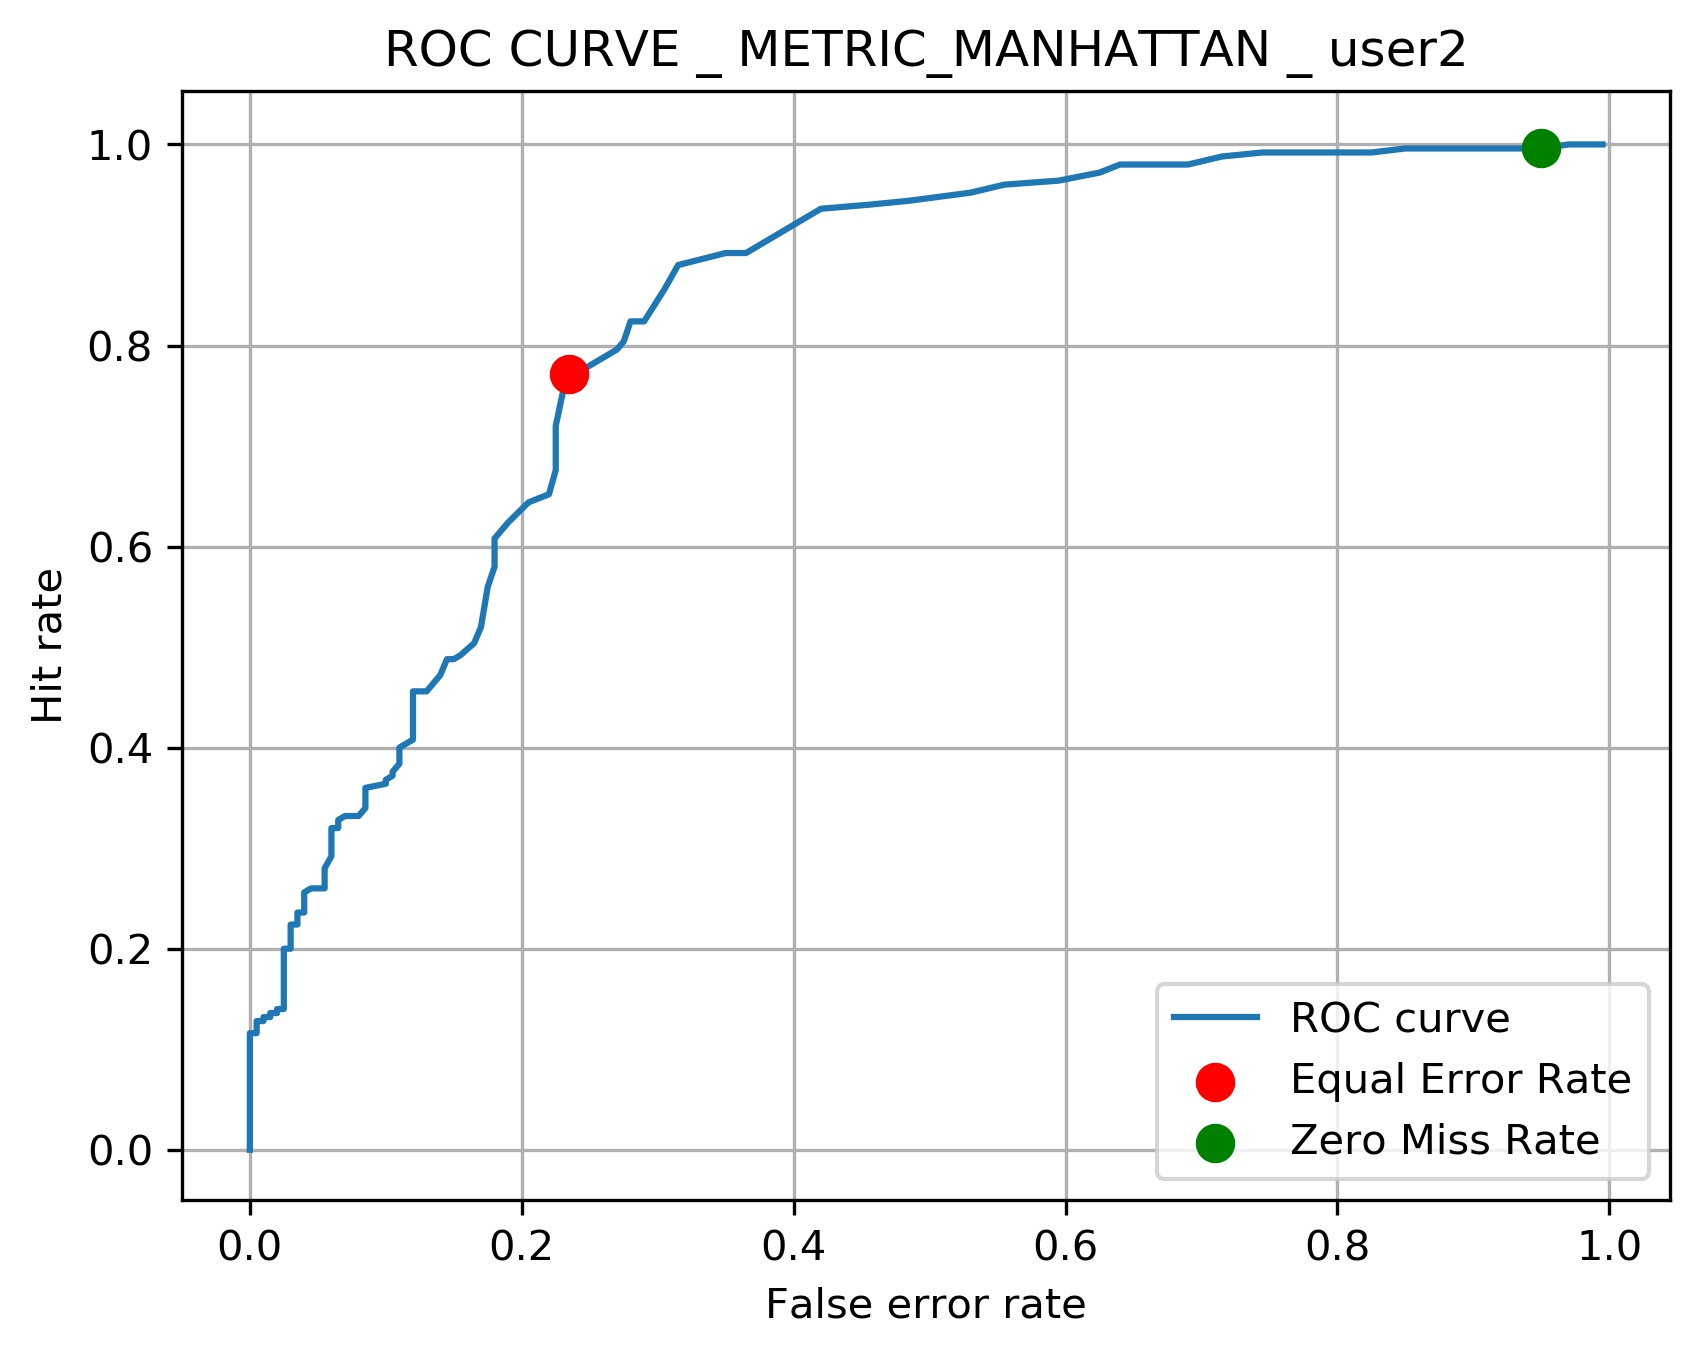 ROC CURVE _ METRIC_MANHATTAN _ user2
1.0
0.8
0.6
0.4
0.2
0.0
Hit rate
ROC curve
Equal Error Rate
Zero Miss Rate
0.0 0.2 0.4 0.6 0.8 1.0
False error rate